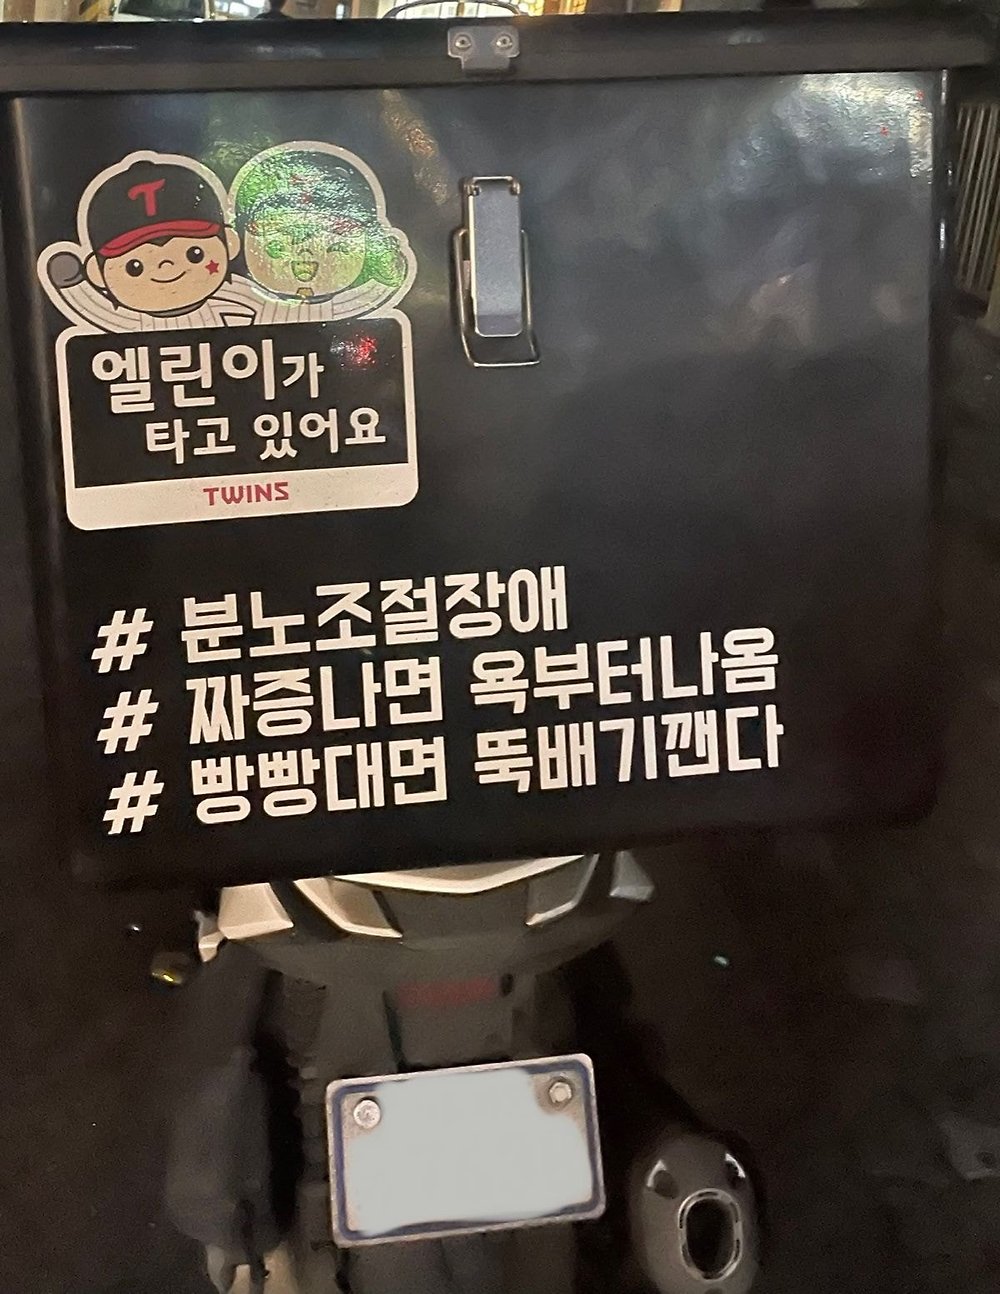 T
엘린이가
타고 있어요
TWINS
# 분노조절장애
# 짜증나면 욕부터나옴
# 빵빵대면 뚝배기깬다